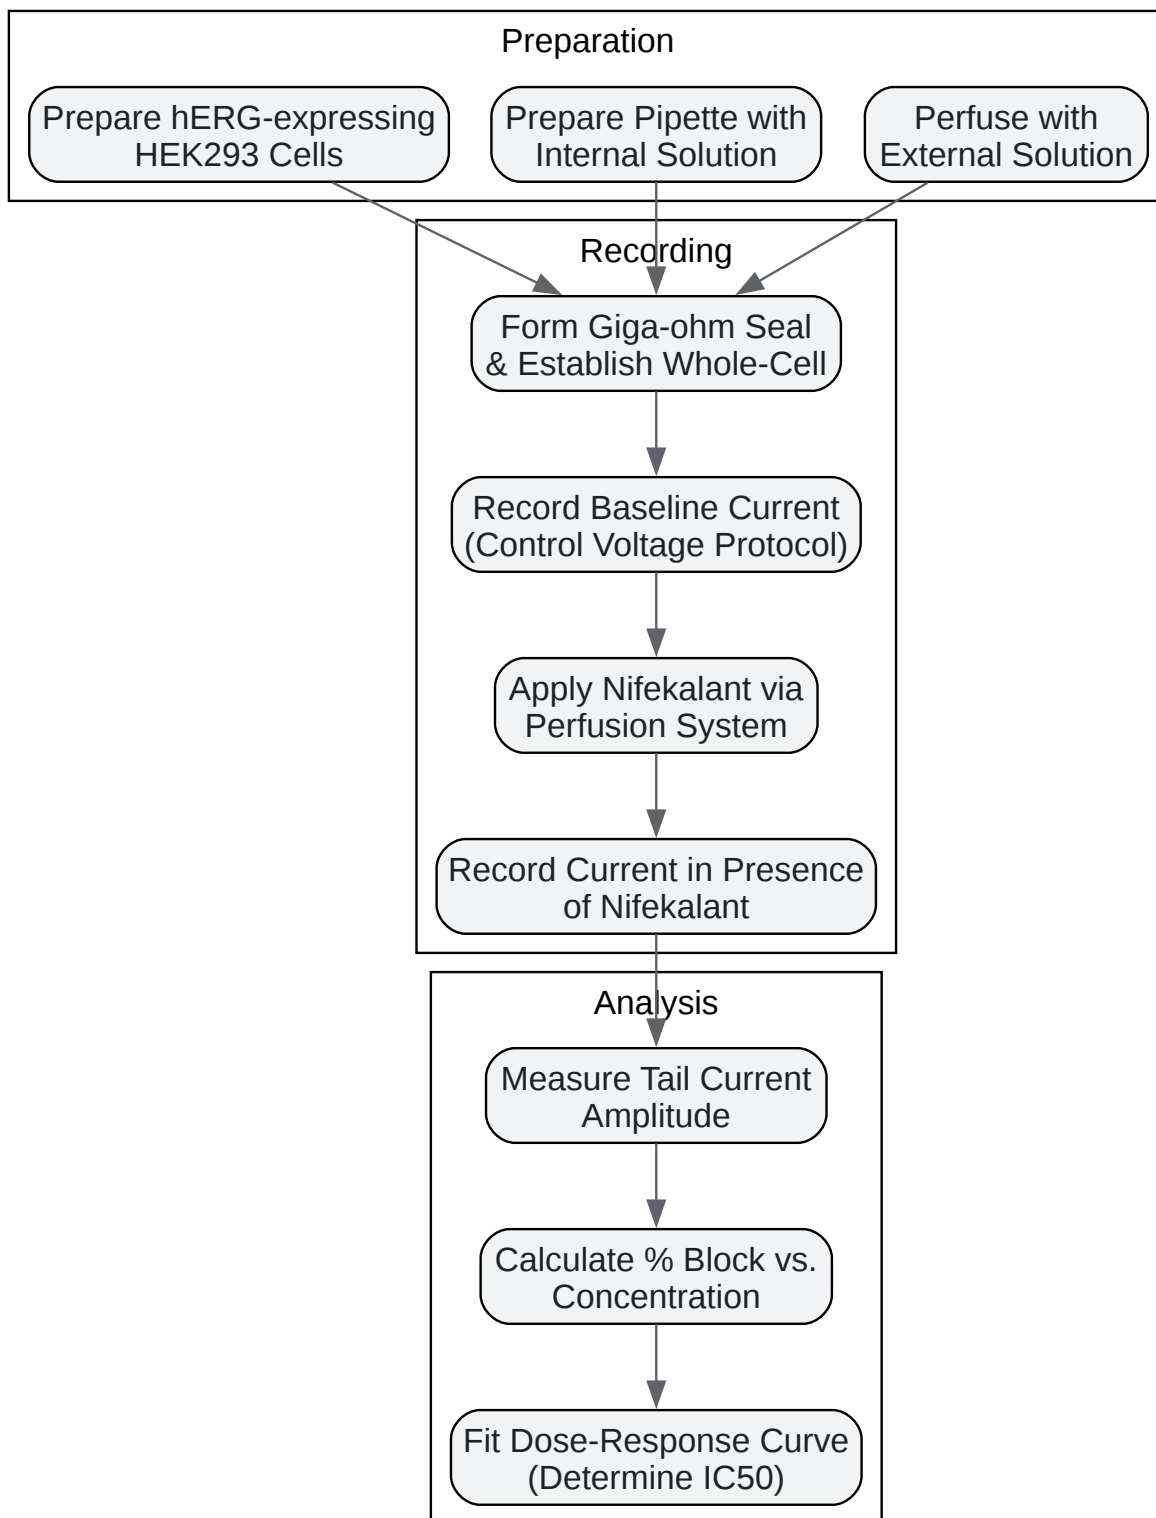 Preparation
Prepare hERG-expressing
HEK293 Cells
Prepare Pipette with
Internal Solution
Perfuse with
External Solution
Recording
Form Giga-ohm Seal
& Establish Whole-Cell
Record Baseline Current
(Control Voltage Protocol)
Apply Nifekalant via
Perfusion System
Record Current in Presence
of Nifekalant
Analysis
Measure Tail Current
Amplitude
Calculate % Block vs.
Concentration
Fit Dose-Response Curve
(Determine IC50)